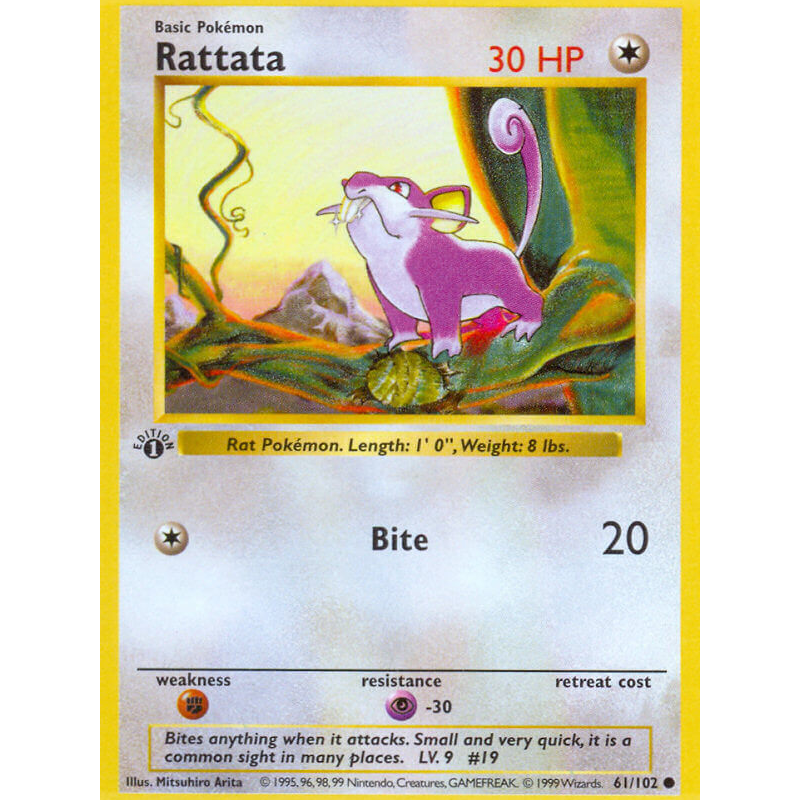 Basic Pokémon
Rattata
30 HP
EDITION
1
Rat Pokémon. Length: 1' 0", Weight: 8 lbs.
Bite
20
weakness
resistance
retreat cost
-30
Bites anything when it attacks. Small and very quick, it is a
common sight in many places. LV. 9 #19
Illus. Mitsuhiro Arita © 1995, 96, 98, 99 Nintendo, Creatures, GAMEFREAK. © 1999 Wizards. 61/102